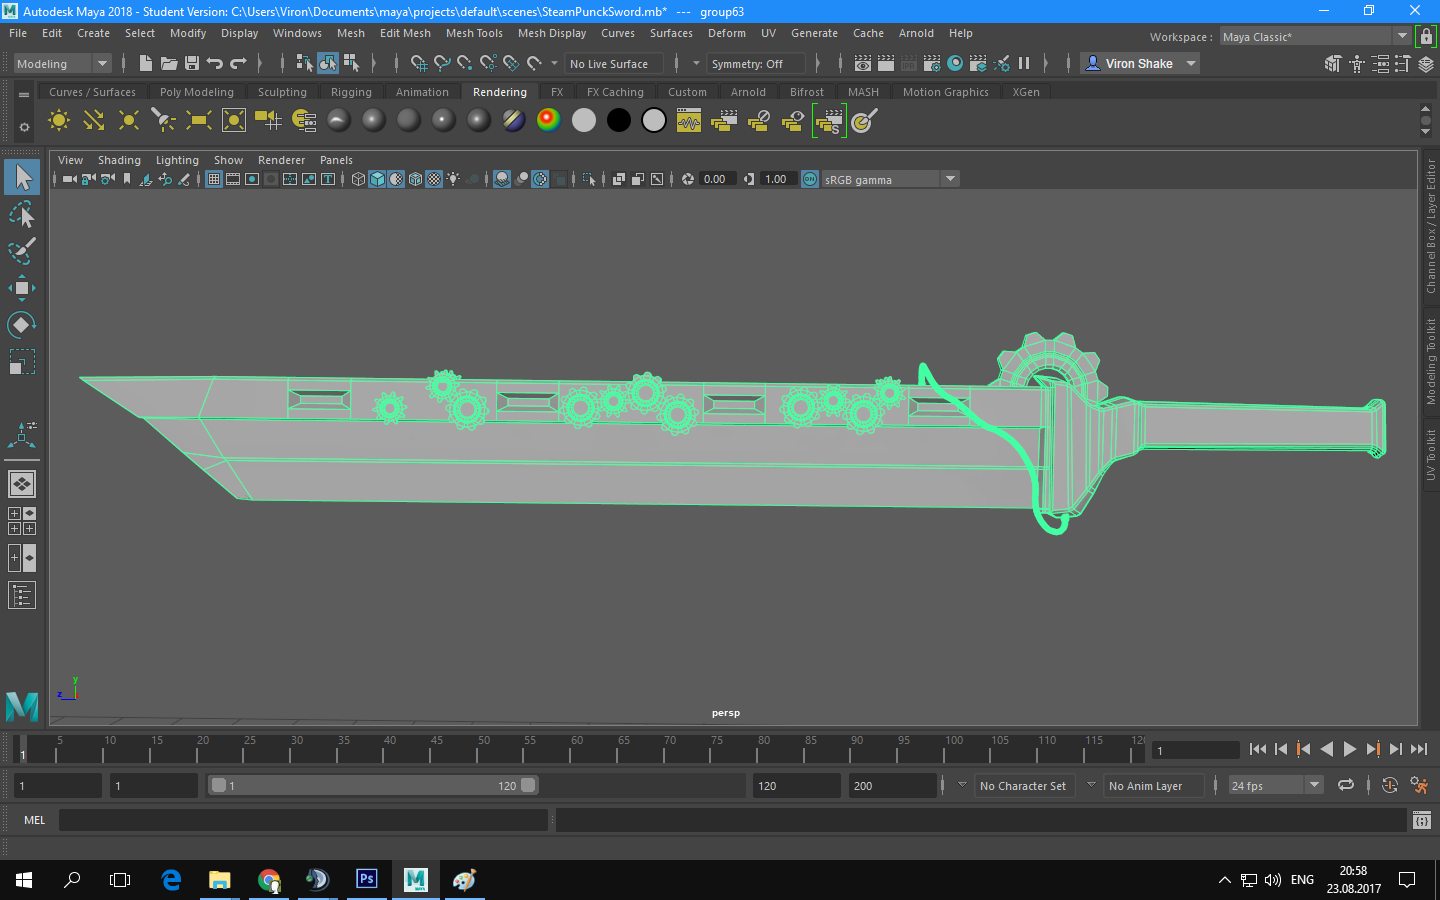 Autodesk Maya 2018 - Student Version: C:\Users\Viron\Documents\maya\projects\default\scenes\SteamPunckSword.mb* --- group63
File Edit Create Select Modify Display Windows Mesh Edit Mesh Mesh Tools Mesh Display Curves Surfaces Deform UV Generate Cache Arnold Help
Workspace : Maya Classic*
Modeling No Live Surface Symmetry: Off Viron Shake
Curves / Surfaces Poly Modeling Sculpting Rigging Animation Rendering FX FX Caching Custom Arnold Bifrost MASH Motion Graphics XGen
View Shading Lighting Show Renderer Panels
0.00 1.00 ON sRGB gamma
Channel Box / Layer Editor
Modeling Toolkit
UV Toolkit
y
z
persp
5 10 15 20 25 30 35 40 45 50 55 60 65 70 75 80 85 90 95 100 105 110 115 120
1 1
1 1 1 120 120 200 No Character Set No Anim Layer 24 fps
MEL
ENG 20:58
23.08.2017